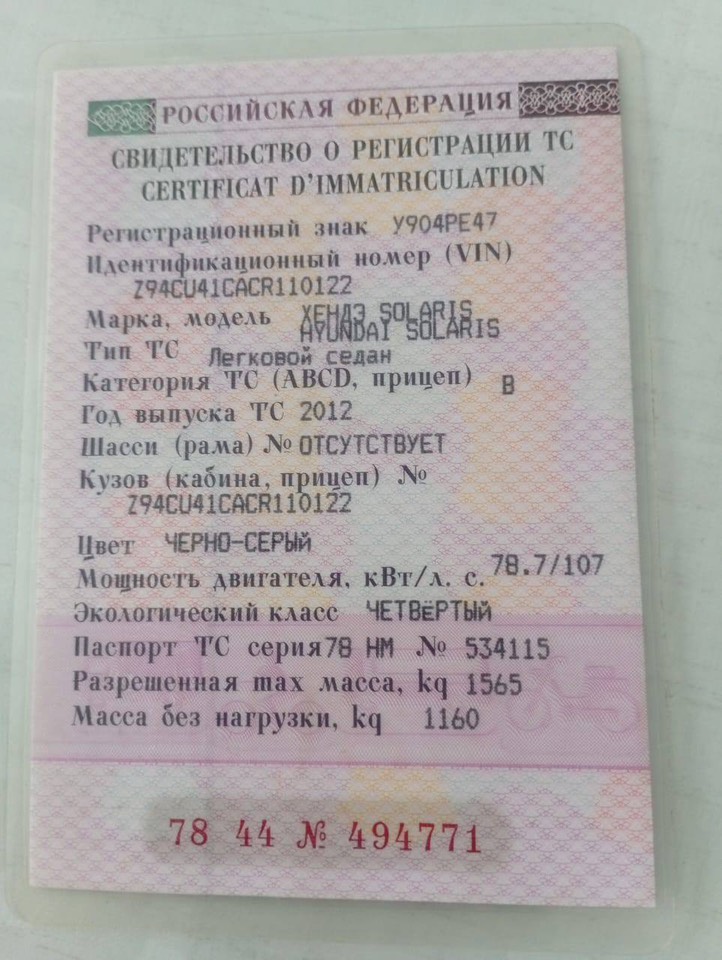 РОССИЙСКАЯ ФЕДЕРАЦИЯ
СВИДЕТЕЛЬСТВО О РЕГИСТРАЦИИ ТС
CERTIFICAT D'IMMATRICULATION
Регистрационный знак У904РЕ47
Идентификационный номер (VIN)
Z94CU41CACR110122
Марка, модель ХЕНДЭ SOLARIS
HYUNDAI SOLARIS
Тип ТС Легковой седан
Категория ТС (ABCD, прицеп) B
Год выпуска ТС 2012
Шасси (рама) № ОТСУТСТВУЕТ
Кузов (кабина, прицеп) №
Z94CU41CACR110122
Цвет ЧЕРНО-СЕРЫЙ
Мощность двигателя, кВт/л. с. 78.7/107
Экологический класс ЧЕТВЁРТЫЙ
Паспорт ТС серия 78 НМ № 534115
Разрешенная max масса, kq 1565
Масса без нагрузки, kq 1160
78 44 № 494771